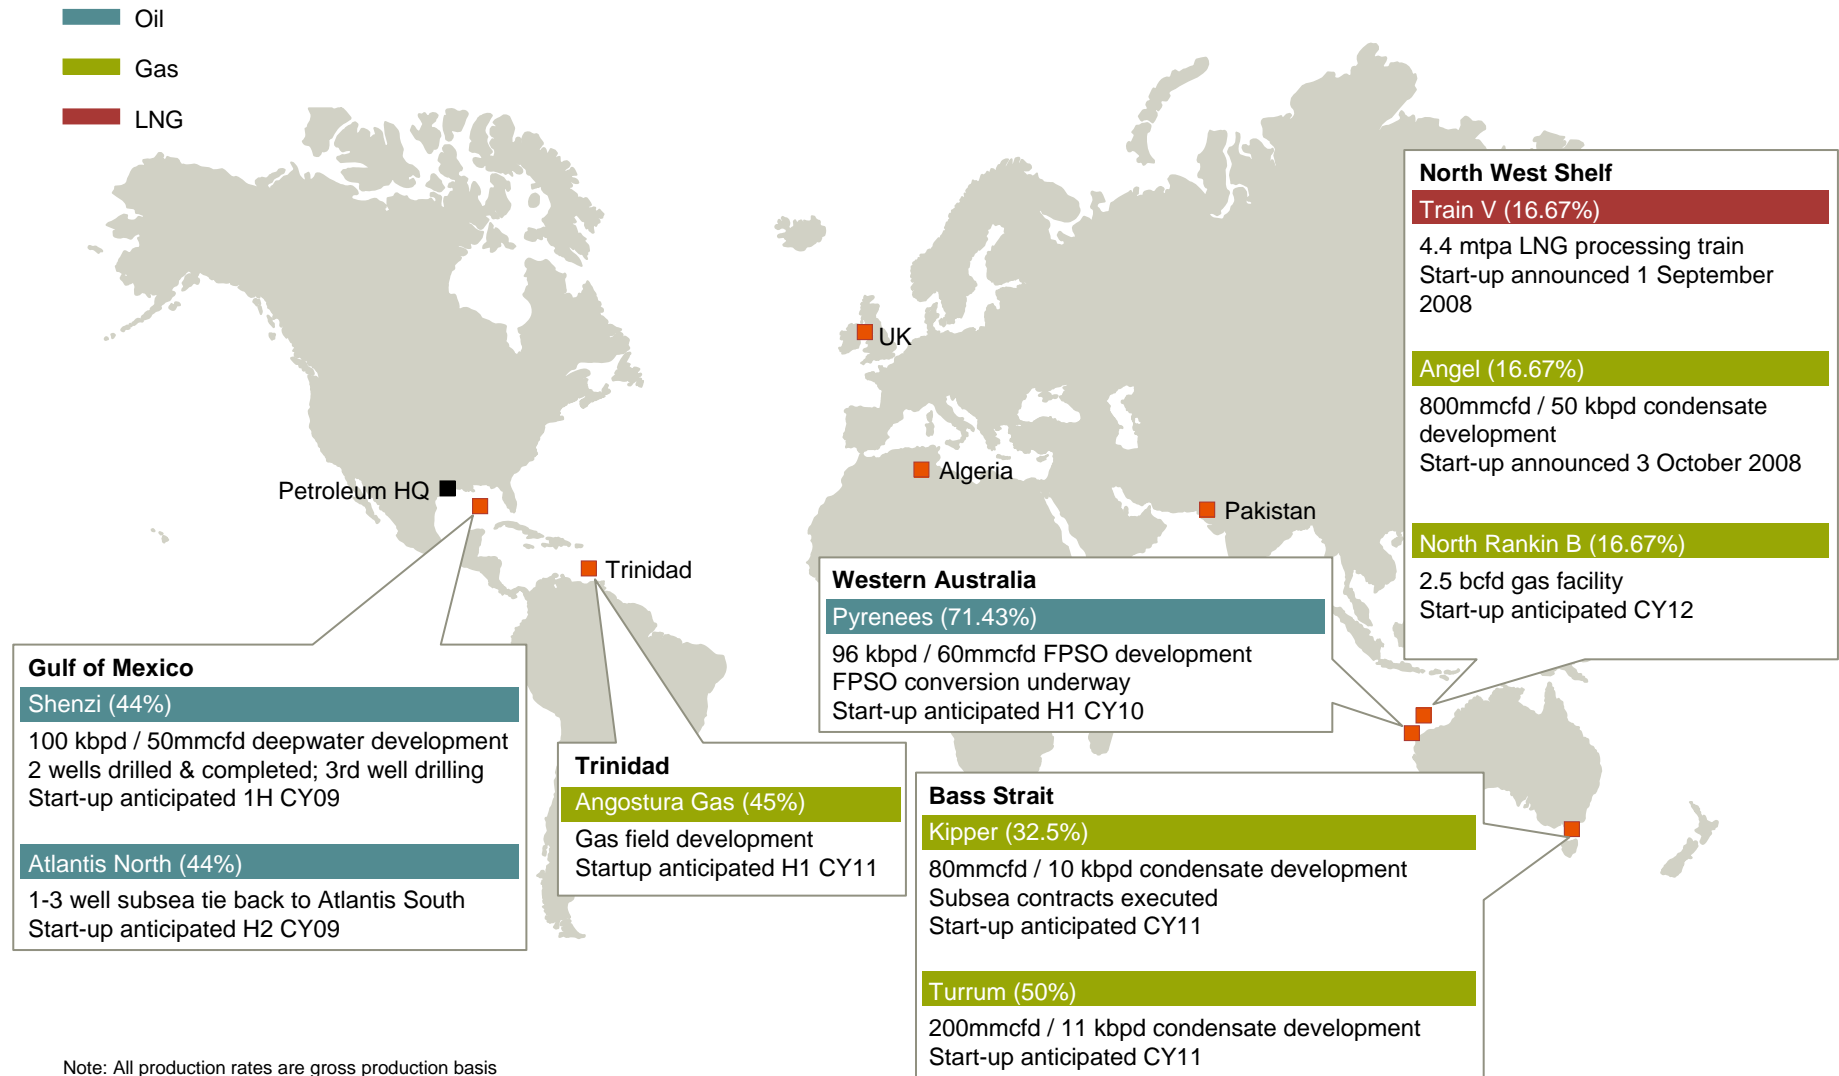 Oil
Gas
LNG
UK
Algeria
Pakistan
Petroleum HQ
Trinidad
North West Shelf
Train V (16.67%)
4.4 mtpa LNG processing train
Start-up announced 1 September
2008
Angel (16.67%)
800mmcfd / 50 kbpd condensate
development
Start-up announced 3 October 2008
North Rankin B (16.67%)
2.5 bcfd gas facility
Start-up anticipated CY12
Western Australia
Pyrenees (71.43%)
96 kbpd / 60mmcfd FPSO development
FPSO conversion underway
Start-up anticipated H1 CY10
Gulf of Mexico
Shenzi (44%)
100 kbpd / 50mmcfd deepwater development
2 wells drilled & completed; 3rd well drilling
Start-up anticipated 1H CY09
Atlantis North (44%)
1-3 well subsea tie back to Atlantis South
Start-up anticipated H2 CY09
Trinidad
Angostura Gas (45%)
Gas field development
Startup anticipated H1 CY11
Bass Strait
Kipper (32.5%)
80mmcfd / 10 kbpd condensate development
Subsea contracts executed
Start-up anticipated CY11
Turrum (50%)
200mmcfd / 11 kbpd condensate development
Start-up anticipated CY11
Note: All production rates are gross production basis